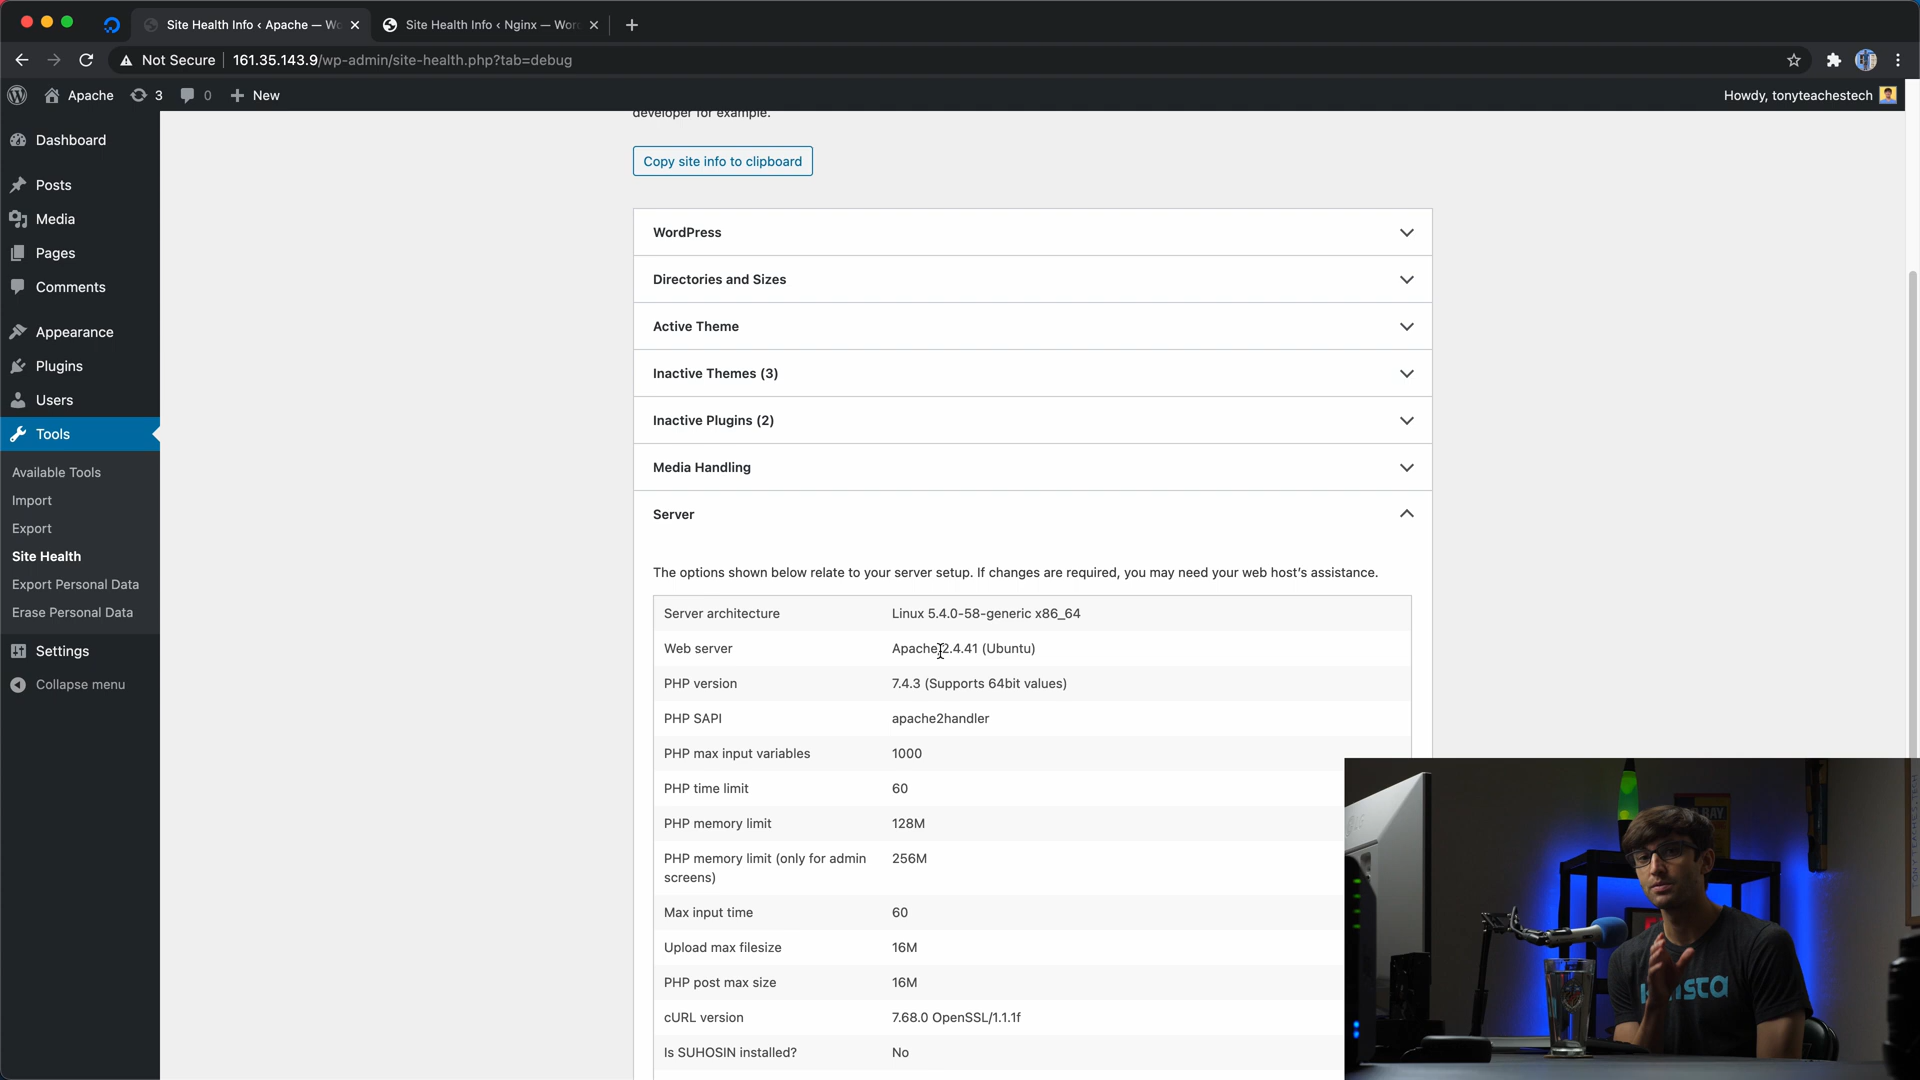 Site Health Info ‹ Apache — Wo
Site Health Info ‹ Nginx — Wor
Not Secure
161.35.143.9/wp-admin/site-health.php?tab=debug
Apache
3
0
New
Howdy, tonyteachestech
Dashboard
Posts
Media
Pages
Comments
Appearance
Plugins
Users
Tools
Available Tools
Import
Export
Site Health
Export Personal Data
Erase Personal Data
Settings
Collapse menu
developer for example.
Copy site info to clipboard
WordPress
Directories and Sizes
Active Theme
Inactive Themes (3)
Inactive Plugins (2)
Media Handling
Server
The options shown below relate to your server setup. If changes are required, you may need your web host's assistance.
Server architecture Linux 5.4.0-58-generic x86_64
Web server Apache/2.4.41 (Ubuntu)
PHP version 7.4.3 (Supports 64bit values)
PHP SAPI apache2handler
PHP max input variables 1000
PHP time limit 60
PHP memory limit 128M
PHP memory limit (only for admin 256M
screens)
Max input time 60
Upload max filesize 16M
PHP post max size 16M
cURL version 7.68.0 OpenSSL/1.1.1f
Is SUHOSIN installed? No